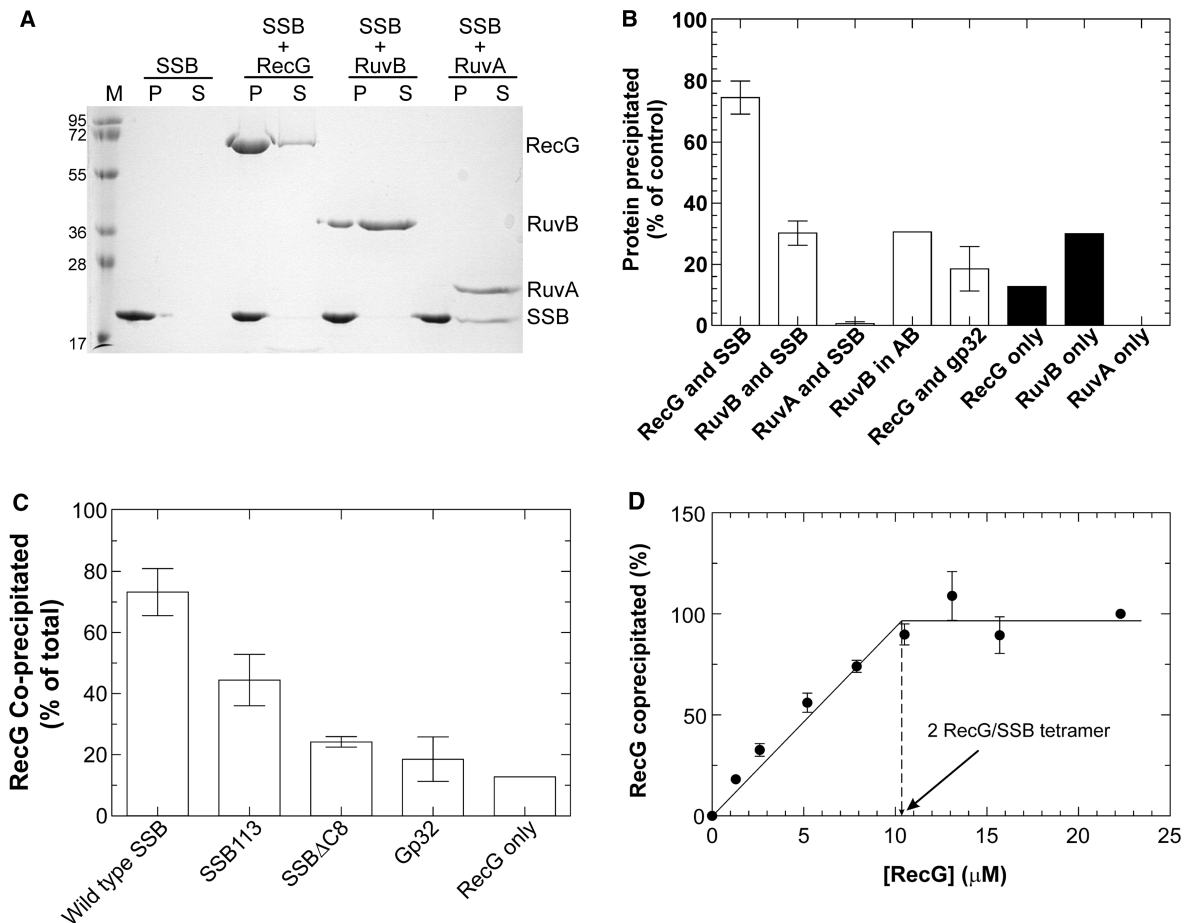 A
SSB
SSB
+
RecG
SSB
+
RuvB
SSB
+
RuvA
M
P
S
P
S
P
S
P
S
95
72
55
36
28
17
RecG
RuvB
RuvA
SSB
B
Protein precipitated
(% of control)
100
80
60
40
20
0
RecG and SSB
RuvB and SSB
RuvA and SSB
RuvB in AB
RecG and gp32
RecG only
RuvB only
RuvA only
C
RecG Co-precipitated
(% of total)
100
80
60
40
20
0
Wild type SSB
SSB113
SSBΔC8
Gp32
RecG only
D
RecG coprecipitated (%)
150
100
50
0
2 RecG/SSB tetramer
0
5
10
15
20
25
[RecG] (μM)